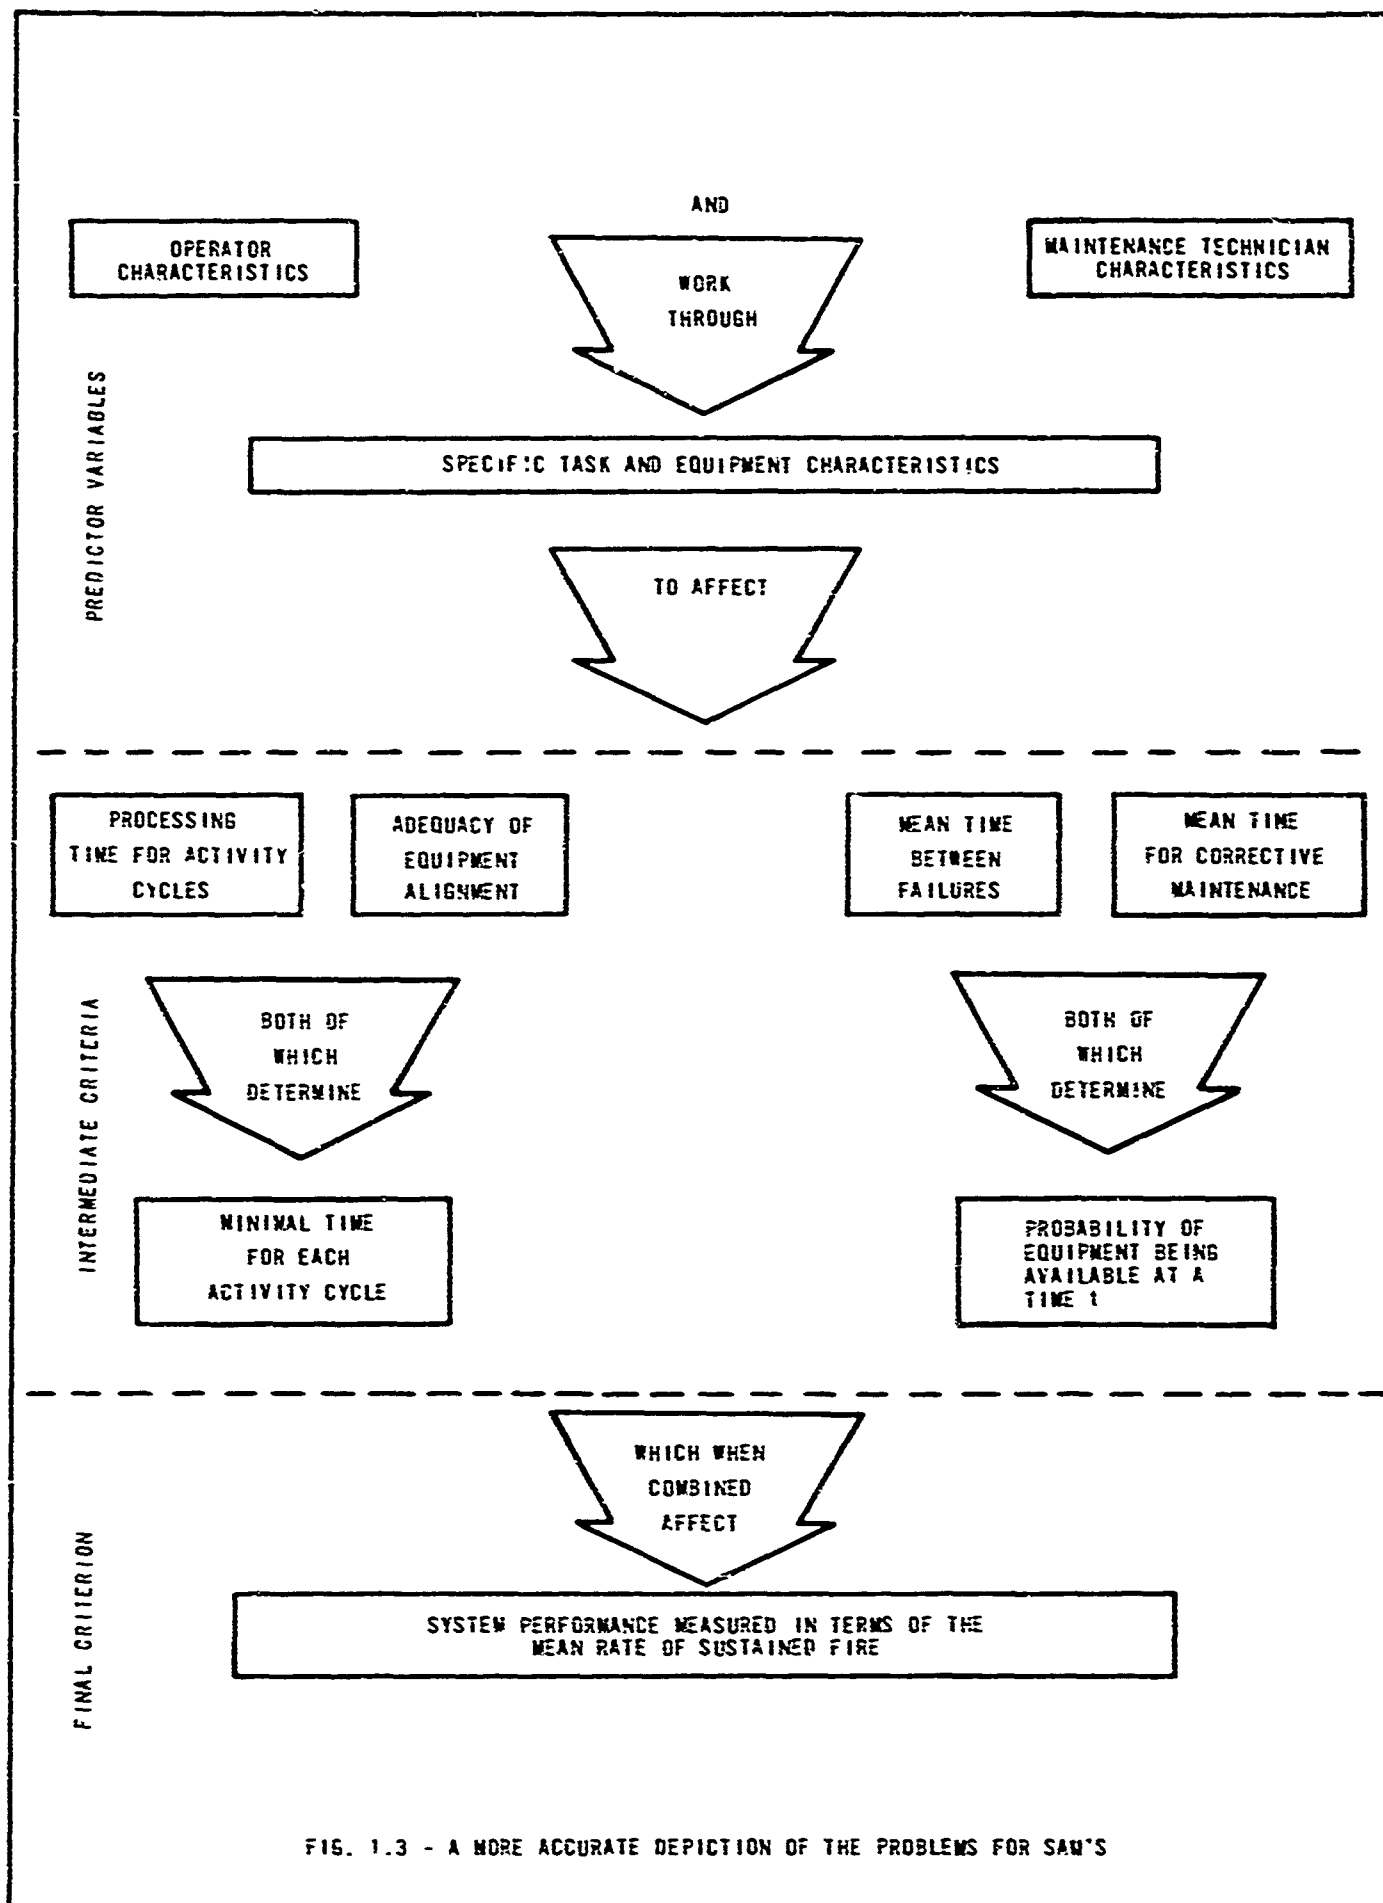 AND
OPERATOR
CHARACTERISTICS
WORK
THROUGH
MAINTENANCE TECHNICIAN
CHARACTERISTICS
PREDICTOR VARIABLES
SPECIFIC TASK AND EQUIPMENT CHARACTERISTICS
TO AFFECT
PROCESSING
TIME FOR ACTIVITY
CYCLES
ADEQUACY OF
EQUIPMENT
ALIGNMENT
MEAN TIME
BETWEEN
FAILURES
MEAN TIME
FOR CORRECTIVE
MAINTENANCE
INTERMEDIATE CRITERIA
BOTH OF
WHICH
DETERMINE
BOTH OF
WHICH
DETERMINE
MINIMAL TIME
FOR EACH
ACTIVITY CYCLE
PROBABILITY OF
EQUIPMENT BEING
AVAILABLE AT A
TIME t
WHICH WHEN
COMBINED
AFFECT
FINAL CRITERION
SYSTEM PERFORMANCE MEASURED IN TERMS OF THE
MEAN RATE OF SUSTAINED FIRE
FIG. 1.3 - A MORE ACCURATE DEPICTION OF THE PROBLEMS FOR SAM'S